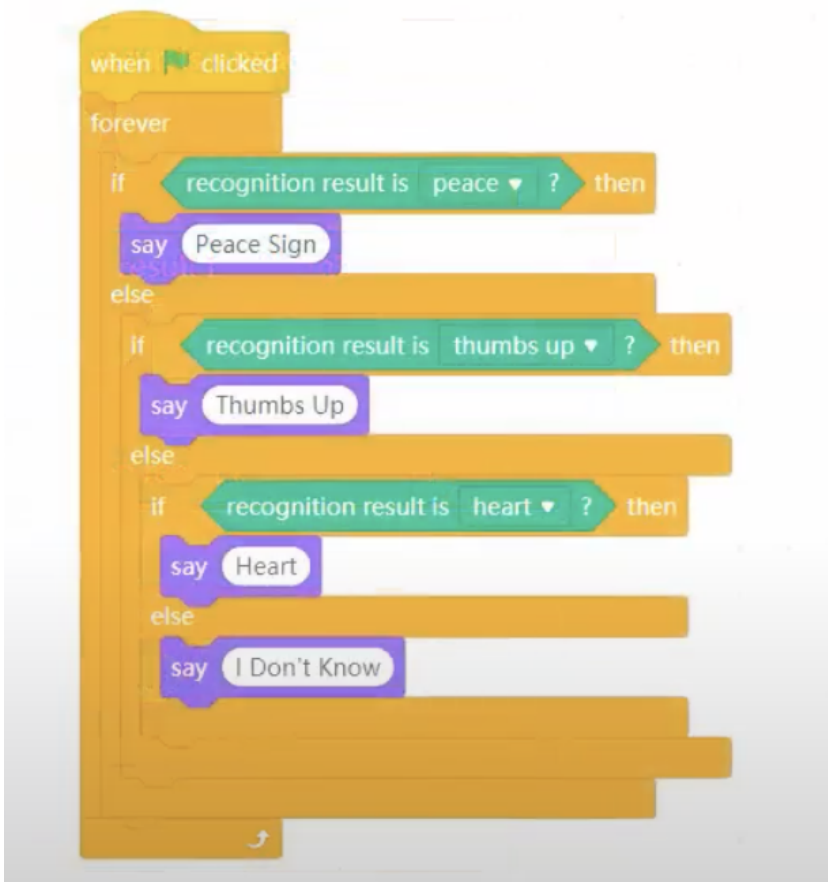 when clicked
forever
if recognition result is peace ? then
say Peace Sign
else
if recognition result is thumbs up ? then
say Thumbs Up
else
if recognition result is heart ? then
say Heart
else
say I Don't Know